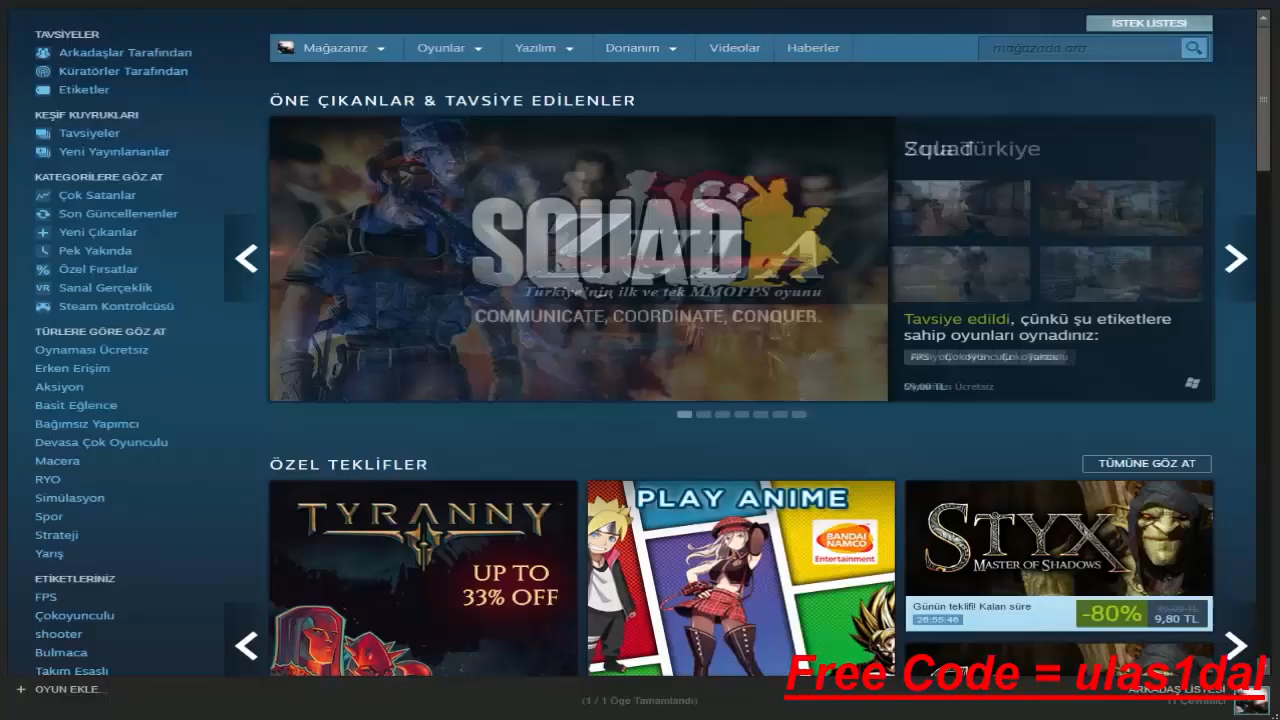 TAVSİYELER
Arkadaşlar Tarafından
Küratörler Tarafından
Etiketler
KEŞİF KUYRUKLARI
Tavsiyeler
Yeni Yayınlananlar
KATEGORİLERE GÖZ AT
Çok Satanlar
Son Güncellenenler
Yeni Çıkanlar
Pek Yakında
Özel Fırsatlar
VR Sanal Gerçeklik
Steam Kontrolcüsü
TÜRLERE GÖRE GÖZ AT
Oynaması Ücretsiz
Erken Erişim
Aksiyon
Basit Eğlence
Bağımsız Yapımcı
Devasa Çok Oyunculu
Macera
RYO
Simülasyon
Spor
Strateji
Yarış
ETİKETLERİNİZ
FPS
Çokoyunculu
shooter
Bulmaca
Takım Esaslı
+ OYUN EKLE...
İSTEK LİSTESİ
Mağazanız Oyunlar Yazılım Donanım Videolar Haberler mağazada ara
ÖNE ÇIKANLAR & TAVSİYE EDİLENLER
SQUAD
Türkiye'nin ilk ve tek MMOFPS oyunu
COMMUNICATE, COORDINATE, CONQUER.
Squad
Zula Türkiye
Tavsiye edildi, çünkü şu etiketlere
sahip oyunları oynadınız:
ÖZEL TEKLİFLER
TÜMÜNE GÖZ AT
TYRANNY
UP TO
33% OFF
PLAY ANIME
BANDAI
NAMCO
Entertainment
STYX
MASTER OF SHADOWS
Günün teklifi! Kalan süre
-80%
9,80 TL
Free Code = ulas1dal
ARKADAŞ LİSTESİ
(1 / 1 Öge Tamamlandı)
11 Çevrimiçi